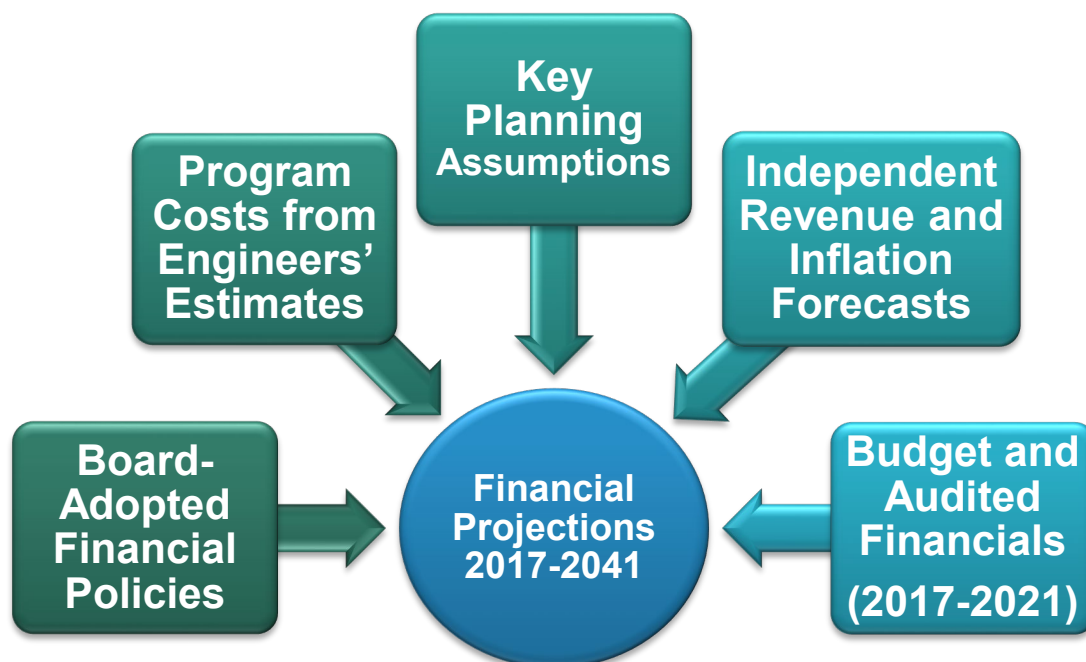 Key
Planning
Assumptions
Program
Costs from
Engineers’
Estimates
Independent
Revenue and
Inflation
Forecasts
Board-
Adopted
Financial
Policies
Financial
Projections
2017-2041
Budget and
Audited
Financials
(2017-2021)